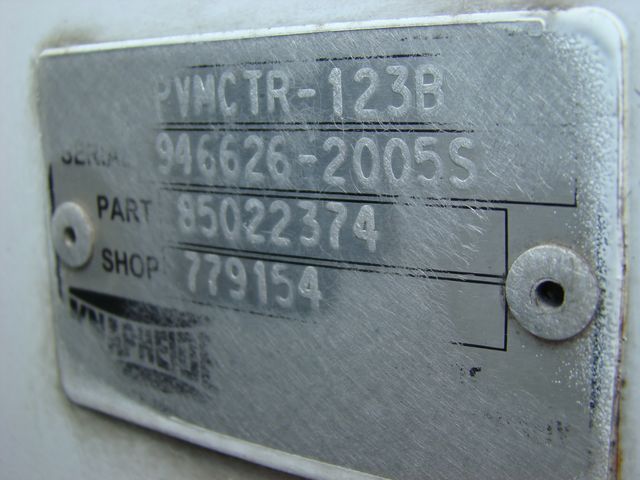 PVMCTR-123B
SERIAL 946626-2005S
PART 85022374
SHOP 779154
KNAPHEIDE